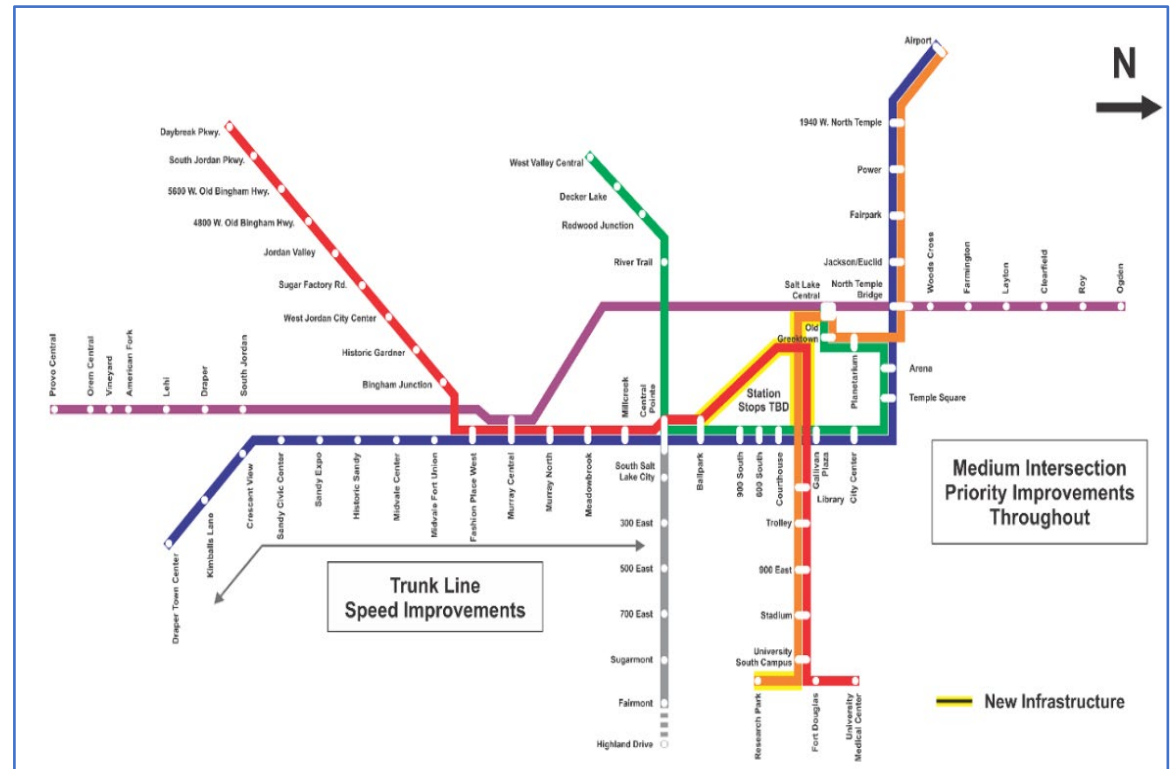 Airport
N
1940 W. North Temple
Power
Fairpark
Jackson/Euclid
North Temple
Bridge
Salt Lake
Central
Old
Greektown
Daybreak Pkwy.
South Jordan Pkwy.
5600 W. Old Bingham Hwy.
4800 W. Old Bingham Hwy.
Jordan Valley
Sugar Factory Rd.
West Jordan City Center
Historic Gardner
Bingham Junction
West Valley Central
Decker Lake
Redwood Junction
River Trail
Woods Cross
Farmington
Layton
Clearfield
Roy
Ogden
Provo Central
Orem Central
Vineyard
American Fork
Lehi
Draper
South Jordan
Millcreek
Central
Pointe
Station
Stops TBD
Planetarium
Arena
Temple Square
Draper Town Center
Kimballs Lane
Crescent View
Sandy Civic Center
Sandy Expo
Historic Sandy
Midvale Center
Midvale Fort Union
Fashion Place West
Murray Central
Murray North
Meadowbrook
South Salt
Lake City
Ballpark
900 South
600 South
Courthouse
Gallivan
Plaza
Library
City Center
300 East
500 East
700 East
Sugarmont
Fairmont
Highland Drive
Trolley
900 East
Stadium
University
South Campus
Research Park
Fort Douglas
University
Medical Center
Trunk Line
Speed Improvements
Medium Intersection
Priority Improvements
Throughout
New Infrastructure